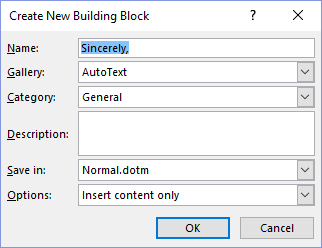 Create New Building Block ? ×
Name: Sincerely,
Gallery: AutoText
Category: General
Description:
Save in: Normal.dotm
Options: Insert content only
OK Cancel